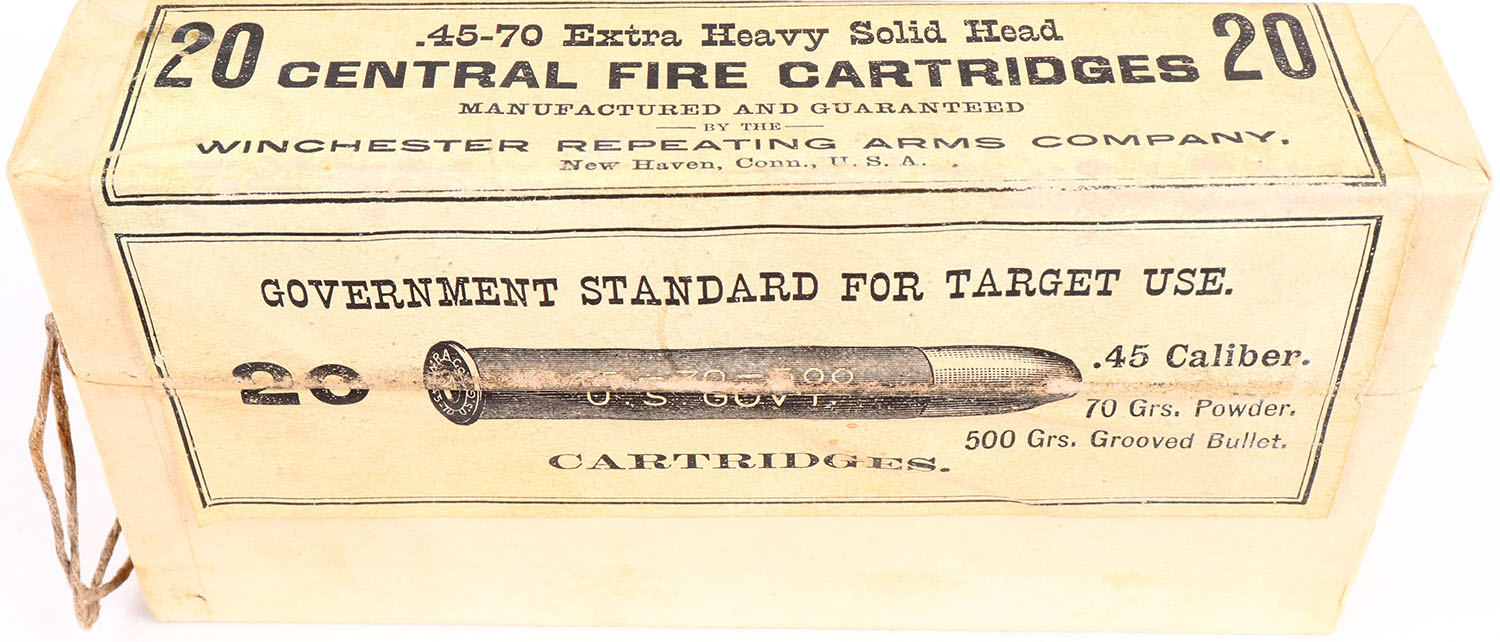 20 .45-70 Extra Heavy Solid Head 20
CENTRAL FIRE CARTRIDGES
MANUFACTURED AND GUARANTEED
BY THE
WINCHESTER REPEATING ARMS COMPANY.
New Haven, Conn., U. S. A.
GOVERNMENT STANDARD FOR TARGET USE.
20
U.S. GOVT.
.45 Caliber.
70 Grs. Powder.
500 Grs. Grooved Bullet.
CARTRIDGES.